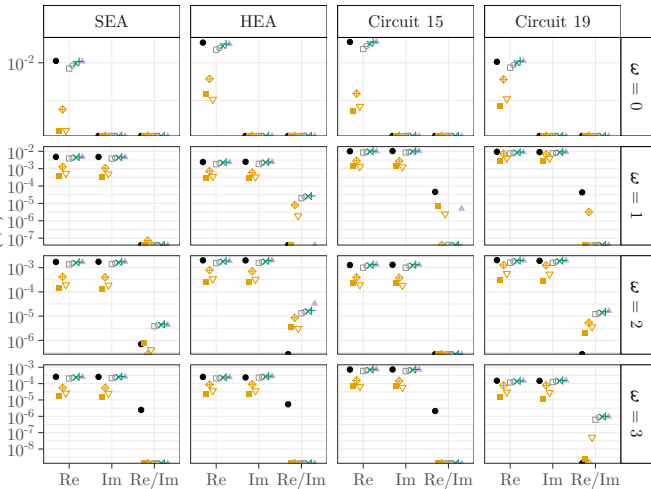 SEA HEA Circuit 15 Circuit 19
10⁻²
ω = 0
10⁻²
10⁻³
10⁻⁴
10⁻⁵
10⁻⁶
10⁻⁷
ω = 1
10⁻³
10⁻⁴
10⁻⁵
10⁻⁶
ω = 2
10⁻³
10⁻⁴
10⁻⁵
10⁻⁶
10⁻⁷
10⁻⁸
ω = 3
Re Im Re/Im Re Im Re/Im Re Im Re/Im Re Im Re/Im